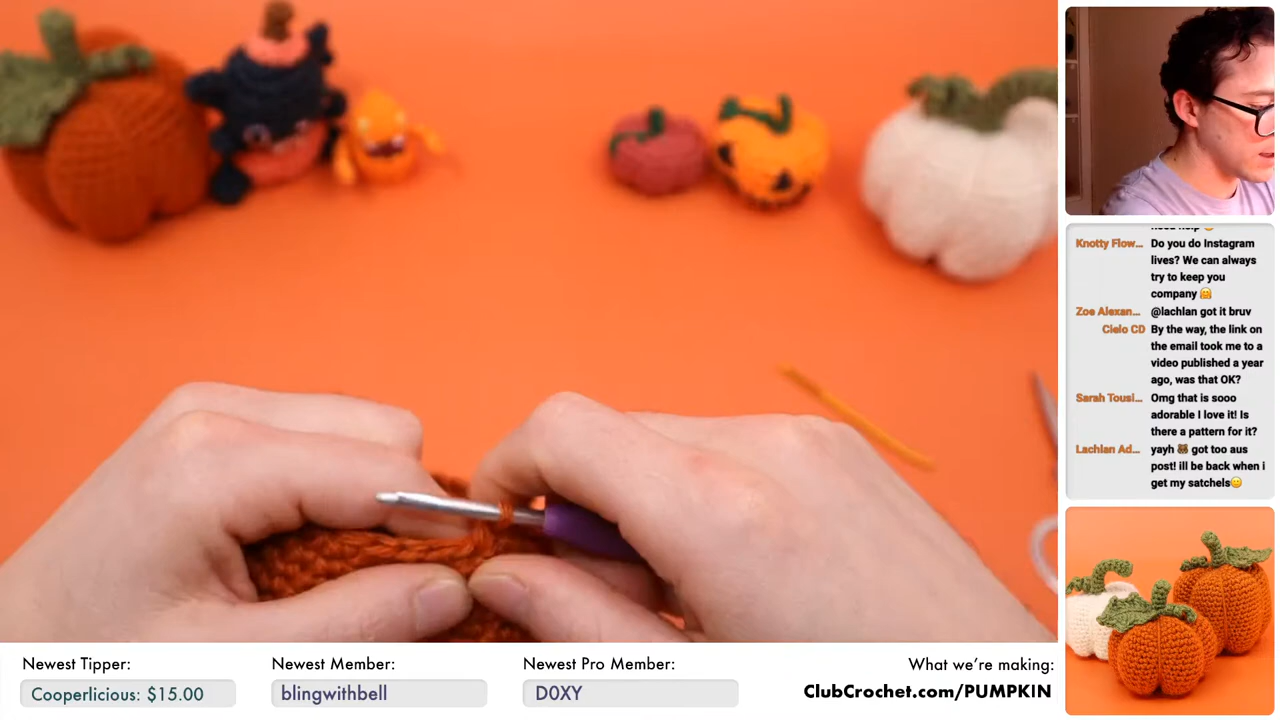 Knotty Flow... Do you do Instagram
lives? We can always
try to keep you
company 🤗
Zoe Alexan... @lachlan got it bruv
Cielo CD By the way, the link on
the email took me to a
video published a year
ago, was that OK?
Sarah Tousi... Omg that is sooo
adorable I love it! Is
there a pattern for it?
Lachlan Ad... yayh 🐻 got too aus
post! ill be back when i
get my satchels🙂
Newest Tipper:
Cooperlicious: $15.00
Newest Member:
blingwithbell
Newest Pro Member:
D0XY
What we're making:
ClubCrochet.com/PUMPKIN